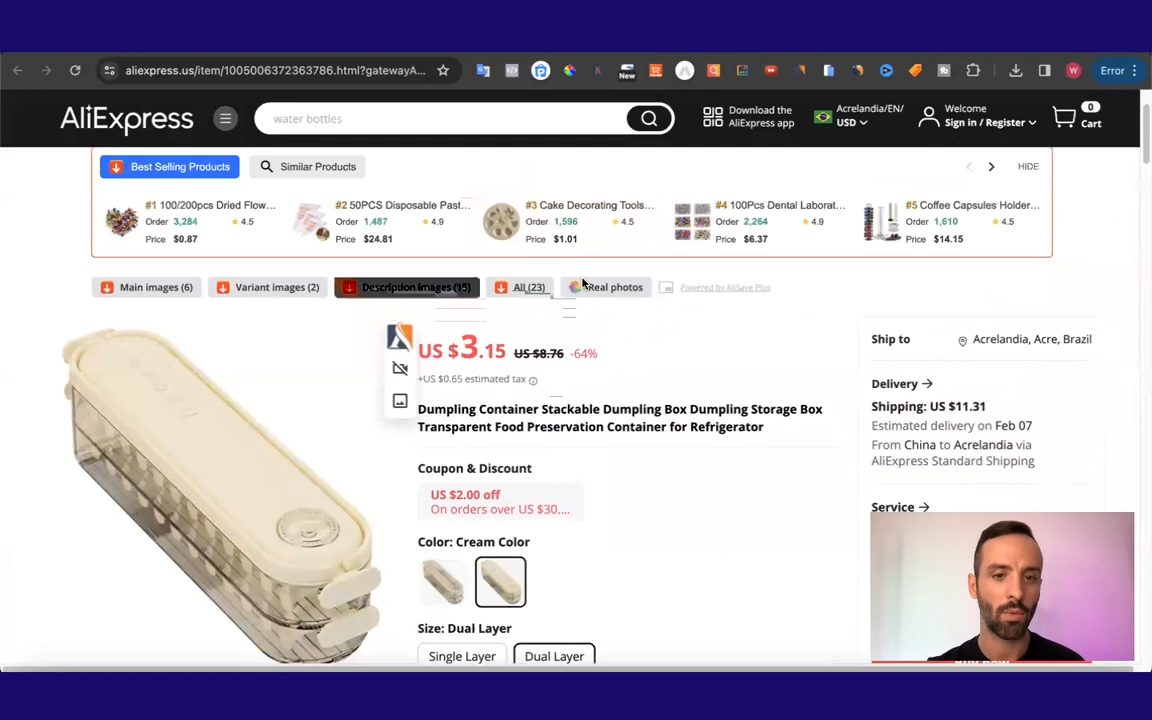 aliexpress.us/item/1005006372363786.html?gatewayA...
New
W
Error
AliExpress
water bottles
Download the
AliExpress app
Acrelandia/EN/
USD
Welcome
Sign in / Register
0
Cart
Best Selling Products
Similar Products
HIDE
#1 100/200pcs Dried Flow...
Order 3,284 4.5
Price $0.87
#2 50PCS Disposable Past...
Order 1,487 4.9
Price $24.81
#3 Cake Decorating Tools...
Order 1,596 4.5
Price $1.01
#4 100Pcs Dental Laborat...
Order 2,264 4.9
Price $6.37
#5 Coffee Capsules Holder...
Order 1,610 4.5
Price $14.15
Main images (6)
Variant images (2)
Description images (15)
All (23)
Real photos
Powered by AliSave Plus
US $3.15 US $8.76 -64%
+US $0.65 estimated tax
Dumpling Container Stackable Dumpling Box Dumpling Storage Box
Transparent Food Preservation Container for Refrigerator
Coupon & Discount
US $2.00 off
On orders over US $30....
Color: Cream Color
Size: Dual Layer
Single Layer
Dual Layer
Ship to
Acrelandia, Acre, Brazil
Delivery
Shipping: US $11.31
Estimated delivery on Feb 07
From China to Acrelandia via
AliExpress Standard Shipping
Service